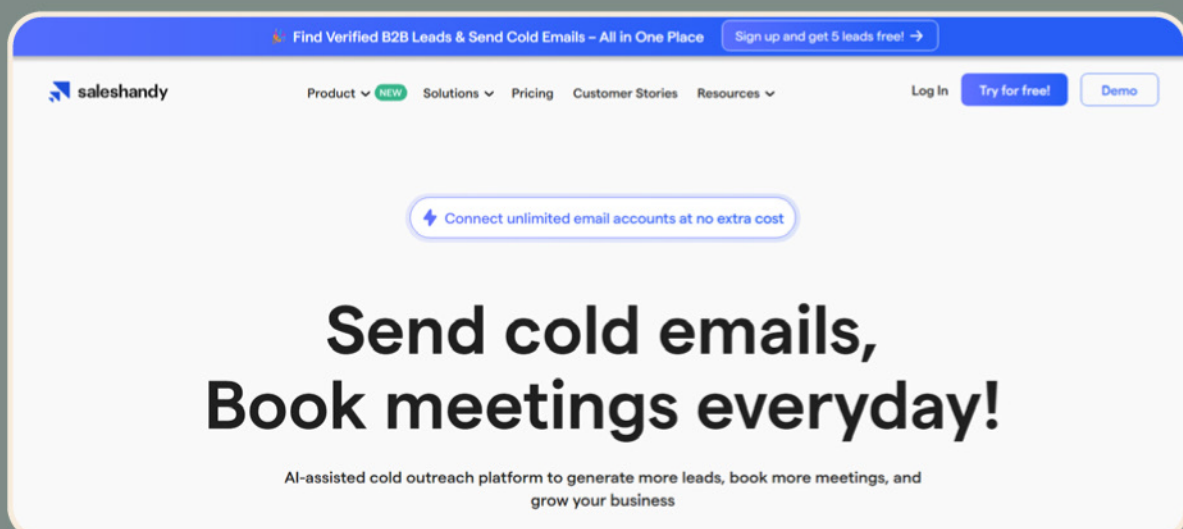 🎉 Find Verified B2B Leads & Send Cold Emails – All in One Place Sign up and get 5 leads free! →
saleshandy Product NEW Solutions Pricing Customer Stories Resources Log In Try for free! Demo
Connect unlimited email accounts at no extra cost
Send cold emails,
Book meetings everyday!
AI-assisted cold outreach platform to generate more leads, book more meetings, and
grow your business